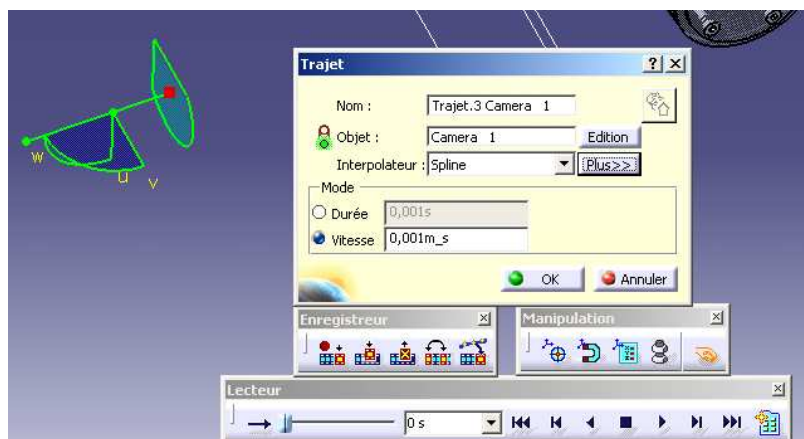 Trajet
Nom : Trajet.3 Camera 1
Objet : Camera 1 Edition
Interpolateur : Spline Plus>>
Mode
Durée 0,001s
Vitesse 0,001m_s
OK Annuler
w u v
Enregistreur Manipulation
Lecteur
0 s